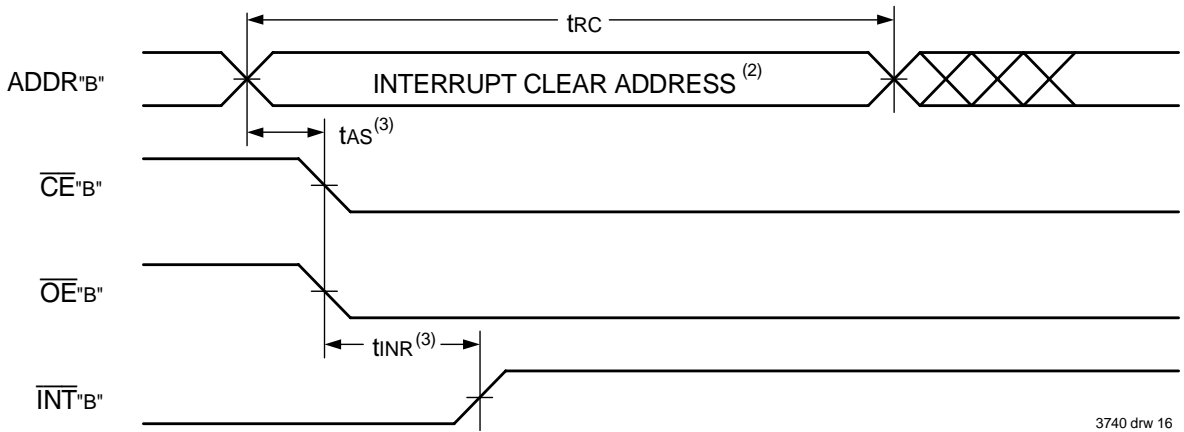 tRC
ADDR"B"
INTERRUPT CLEAR ADDRESS (2)
tAS(3)
CE"B"
OE"B"
tINR(3)
INT"B"
3740 drw 16